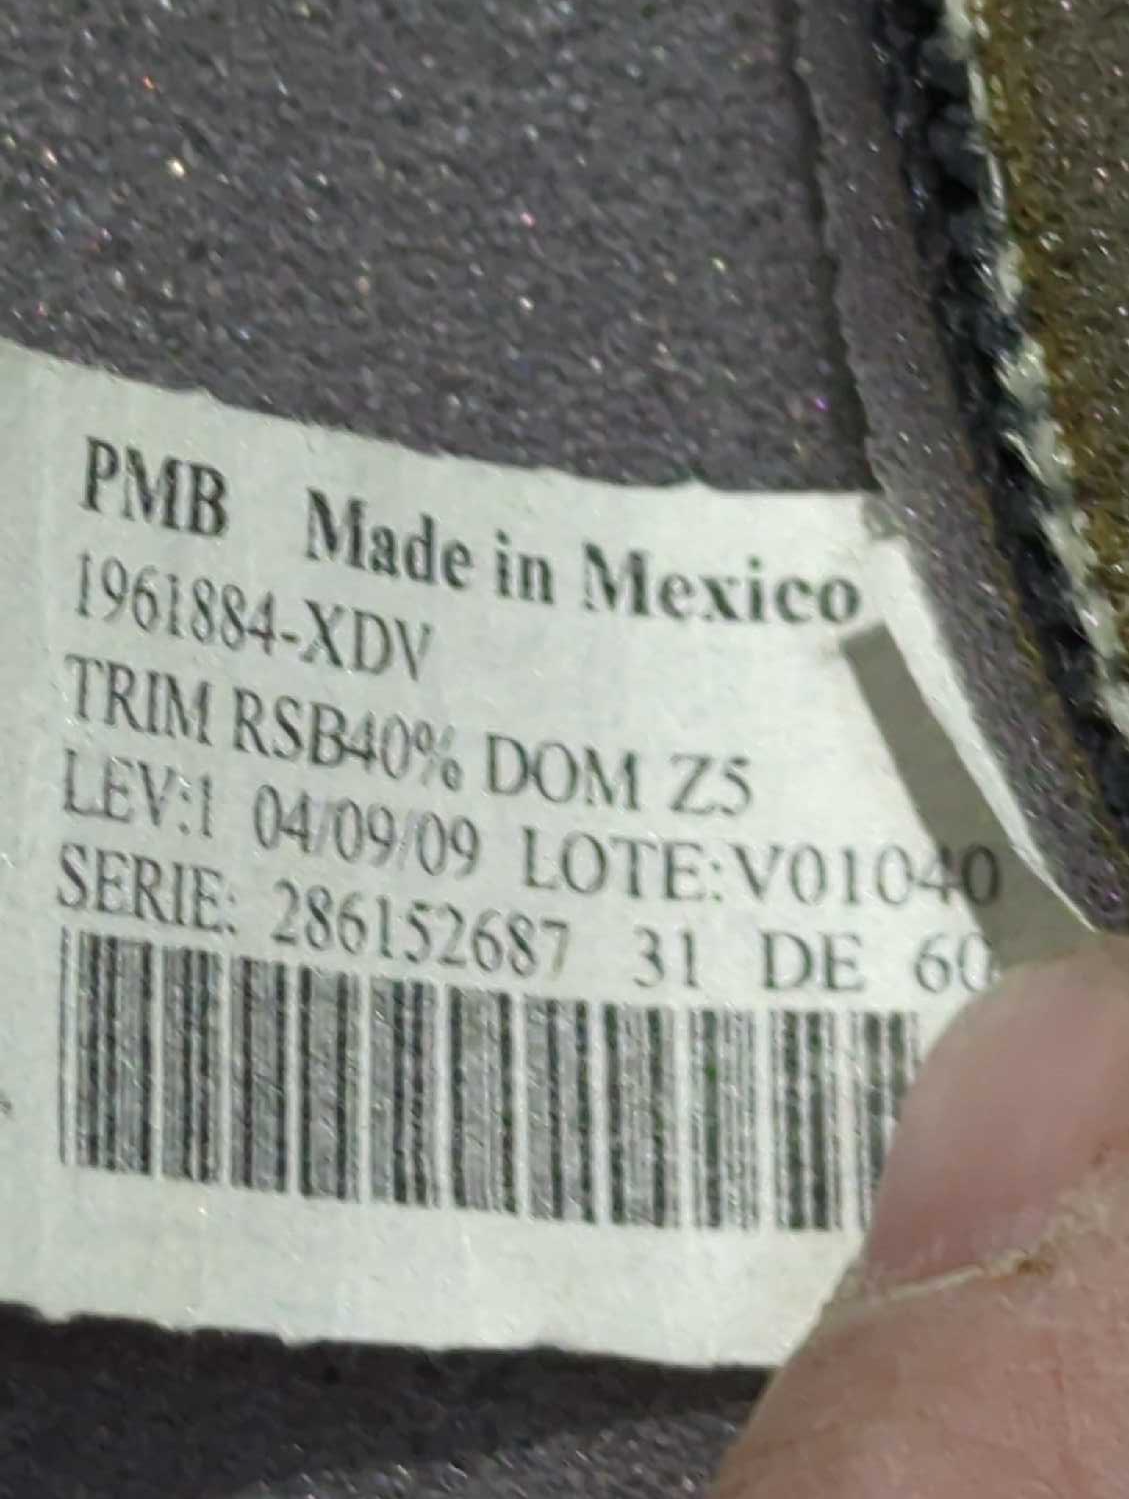 PMB Made in Mexico
1961884-XDV
TRIM RSB40% DOM Z5
LEV:1 04/09/09 LOTE:V01040
SERIE: 286152687 31 DE 60